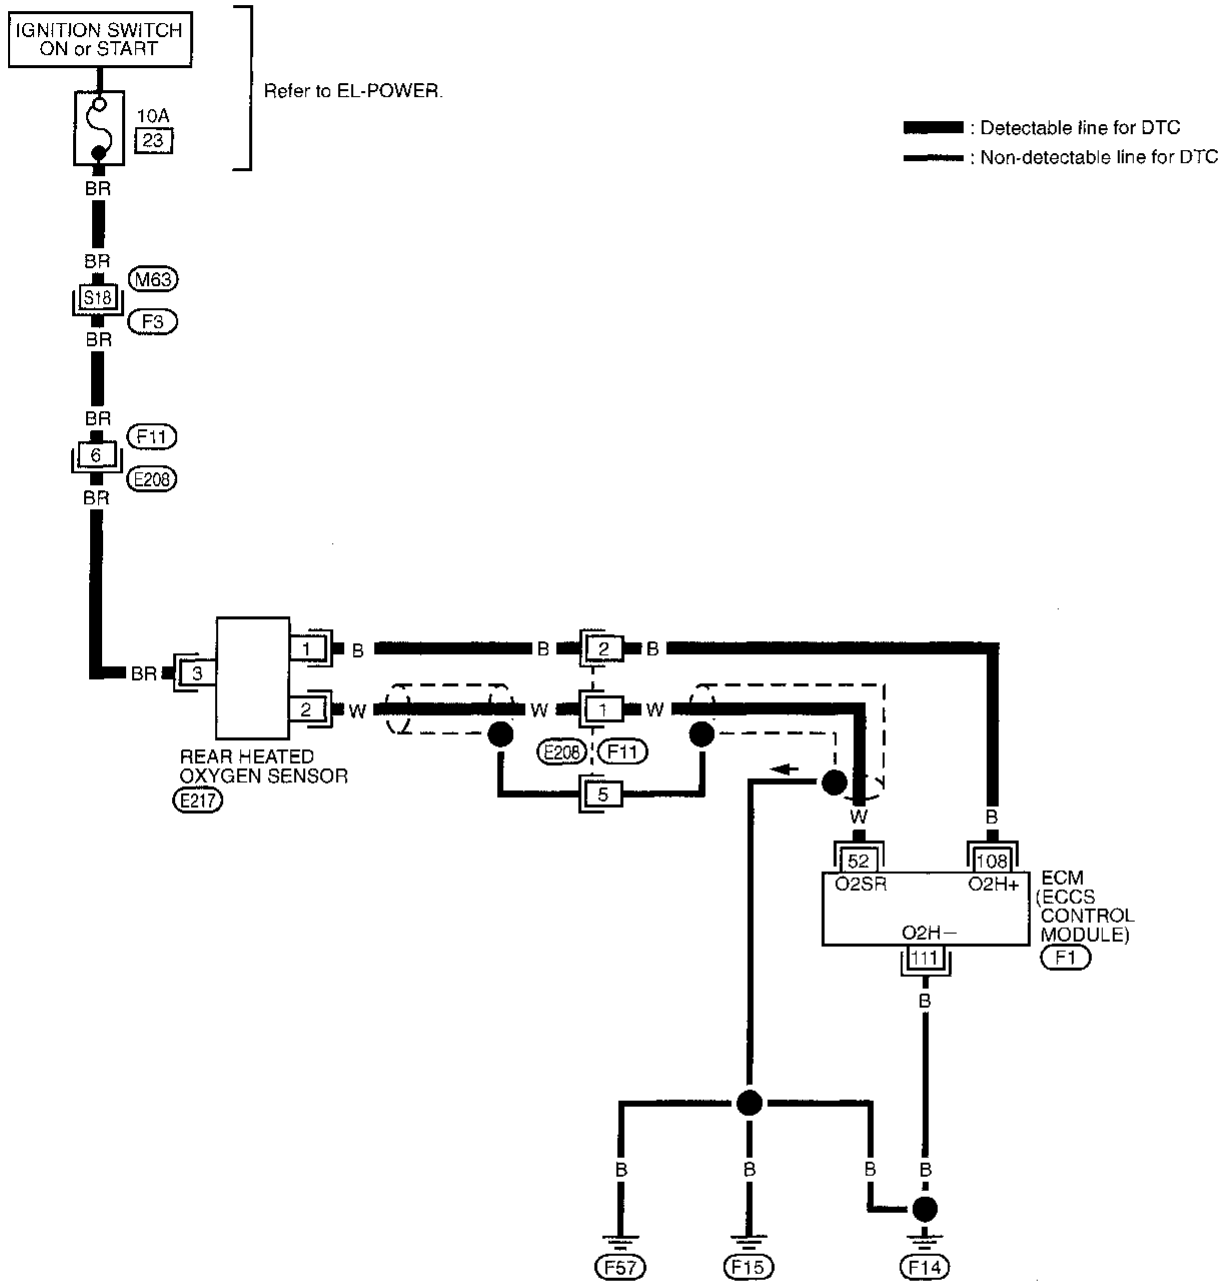 IGNITION SWITCH
ON or START
Refer to EL-POWER.
10A
23
: Detectable line for DTC
: Non-detectable line for DTC
BR
BR
M63
S18
F3
BR
BR
F11
6
E208
BR
BR
3
1
B
B
2
B
2
W
W
1
W
REAR HEATED
OXYGEN SENSOR
E217
E208
F11
5
W
B
52
108
O2SR
O2H+
ECM
(ECCS
CONTROL
MODULE)
F1
O2H−
111
B
B
B
B
B
F57
F15
F14